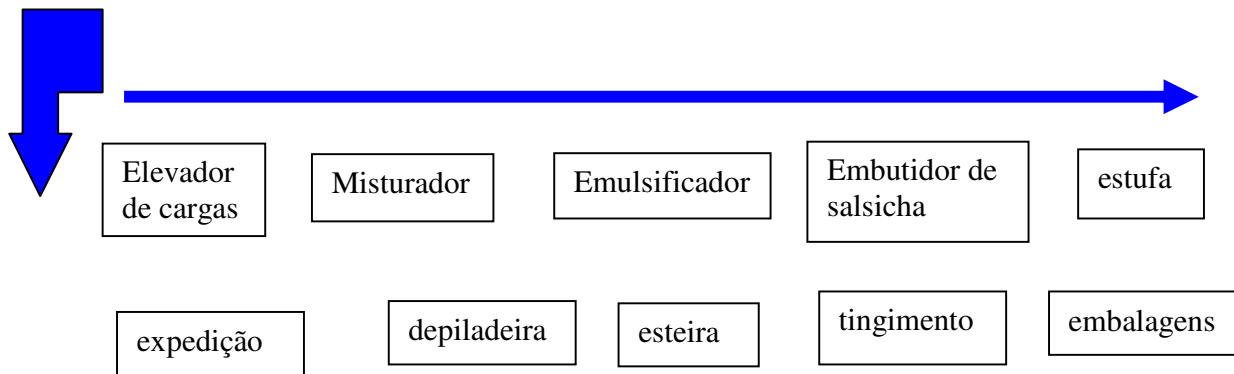 Elevador
de cargas
Misturador
Emulsificador
Embutidor de
salsicha
estufa
expedição
depiladeira
esteira
tingimento
embalagens